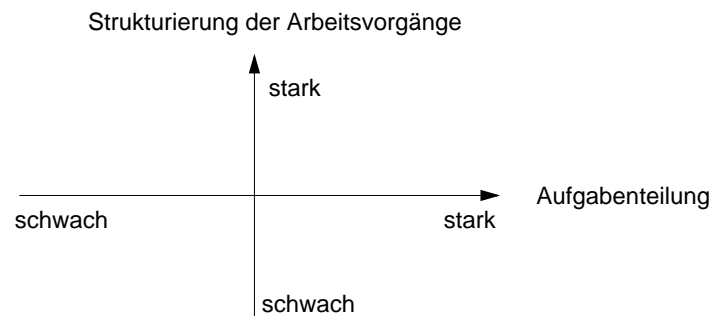 Strukturierung der Arbeitsvorgänge
stark
Aufgabenteilung
schwach
stark
schwach